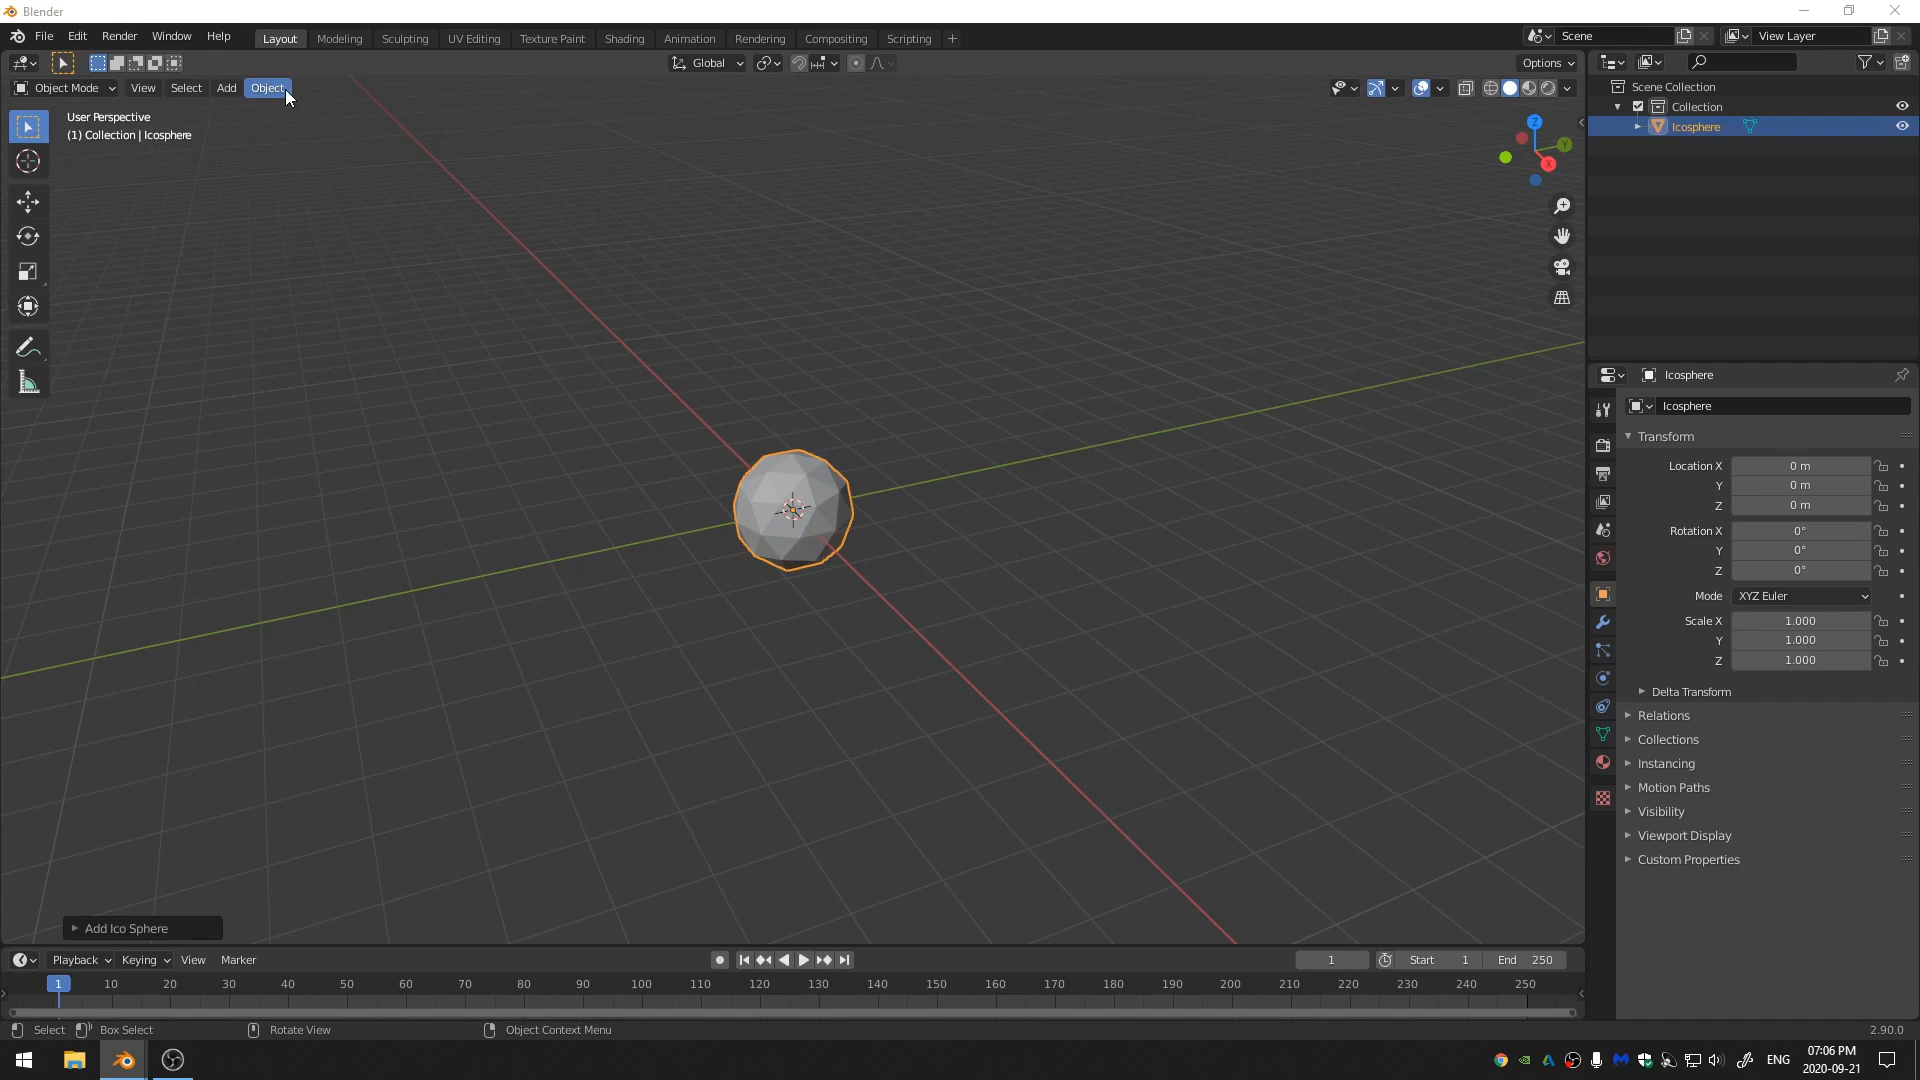 Blender
File Edit Render Window Help
Layout Modeling Sculpting UV Editing Texture Paint Shading Animation Rendering Compositing Scripting +
Scene
View Layer
Global
Options
Object Mode View Select Add Object
User Perspective
(1) Collection | Icosphere
Z
Y
X
Scene Collection
Collection
Icosphere
Icosphere
Icosphere
Transform
Location X 0 m
Y 0 m
Z 0 m
Rotation X 0°
Y 0°
Z 0°
Mode XYZ Euler
Scale X 1.000
Y 1.000
Z 1.000
Delta Transform
Relations
Collections
Instancing
Motion Paths
Visibility
Viewport Display
Custom Properties
Add Ico Sphere
Playback Keying View Marker
1
Start 1
End 250
1 10 20 30 40 50 60 70 80 90 100 110 120 130 140 150 160 170 180 190 200 210 220 230 240 250
Select Box Select Rotate View Object Context Menu
2.90.0
ENG
07:06 PM
2020-09-21